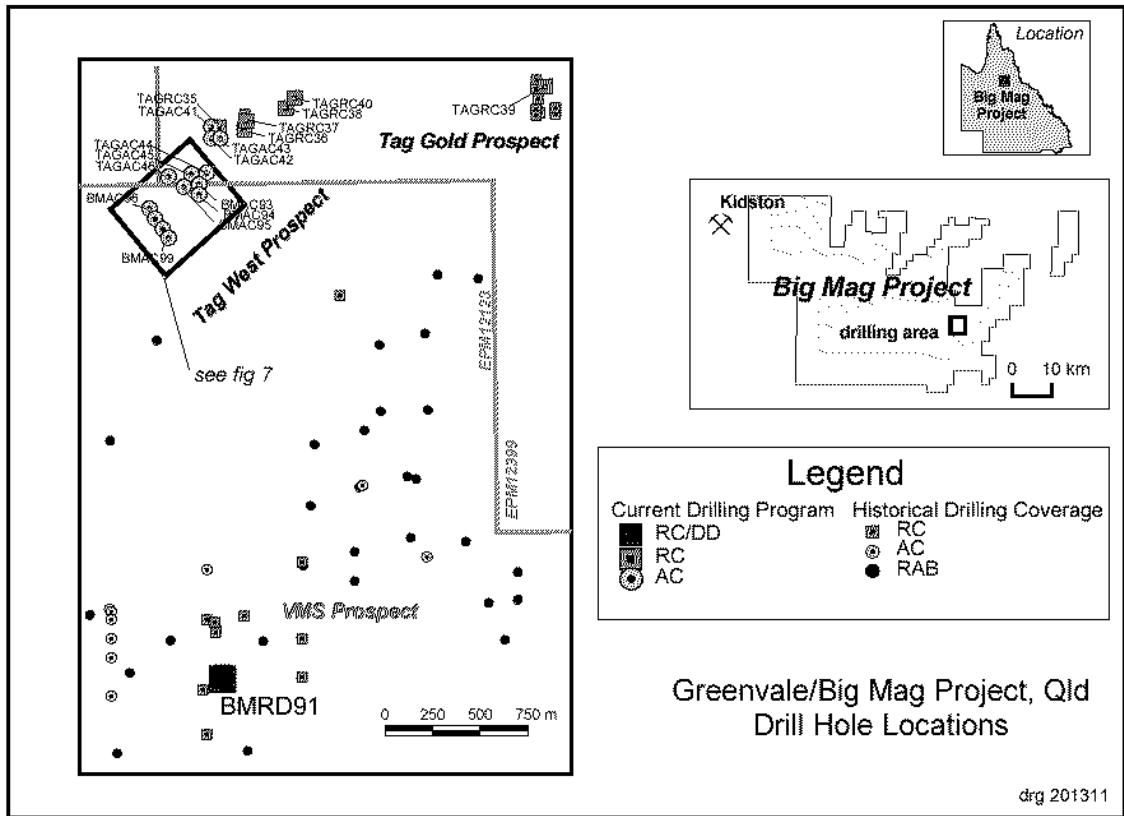 Location
Big Mag
Project
TAGRC35
TAGAC41
TAGRC40
TAGRC38
TAGRC37
TAGRC36
TAGRC39
Tag Gold Prospect
TAGAC43
TAGAC42
TAGAC44
TAGAC45
TAGAC46
BMAC96
BMAC93
BMAC94
BMAC95
BMAC99
Tag West Prospect
see fig 7
EPM12123
EPM12399
VMS Prospect
BMRD91
0 250 500 750 m
Kidston
Big Mag Project
drilling area
0 10 km
Legend
Current Drilling Program Historical Drilling Coverage
RC/DD RC
RC AC
AC RAB
Greenvale/Big Mag Project, Qld
Drill Hole Locations
drg 201311